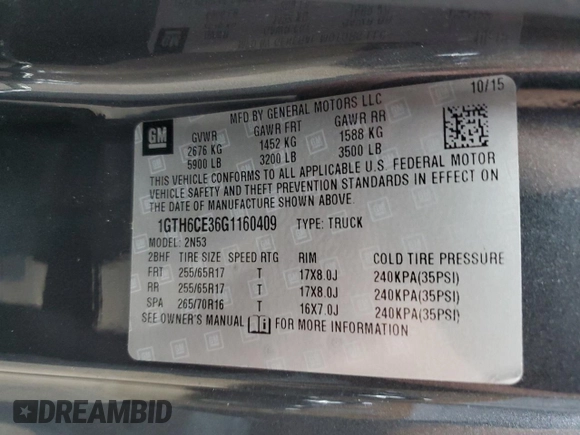 MFD BY GENERAL MOTORS LLC
10/15
GM
GVWR GAWR FRT GAWR RR
2676 KG 1452 KG 1588 KG
5900 LB 3200 LB 3500 LB
THIS VEHICLE CONFORMS TO ALL APPLICABLE U.S. FEDERAL MOTOR
VEHICLE SAFETY AND THEFT PREVENTION STANDARDS IN EFFECT ON
THE DATE OF MANUFACTURE SHOWN ABOVE.
1GTH6CE36G1160409 TYPE: TRUCK
MODEL: 2N53
2BHF TIRE SIZE SPEED RTG RIM COLD TIRE PRESSURE
FRT 255/65R17 T 17X8.0J 240KPA(35PSI)
RR 255/65R17 T 17X8.0J 240KPA(35PSI)
SPA 265/70R16 T 16X7.0J 240KPA(35PSI)
SEE OWNER'S MANUAL FOR MORE INFORMATION
DREAMBID